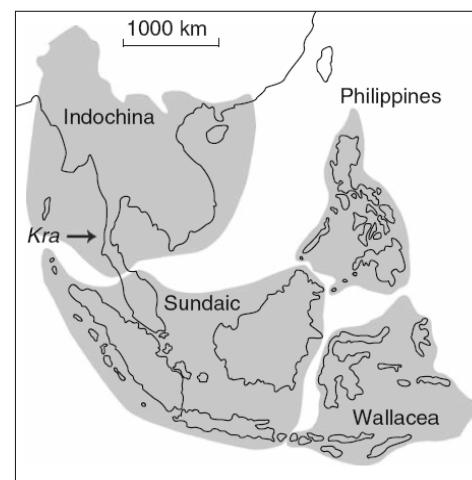 1000 km
Indochina
Philippines
Kra
Sundaic
Wallacea